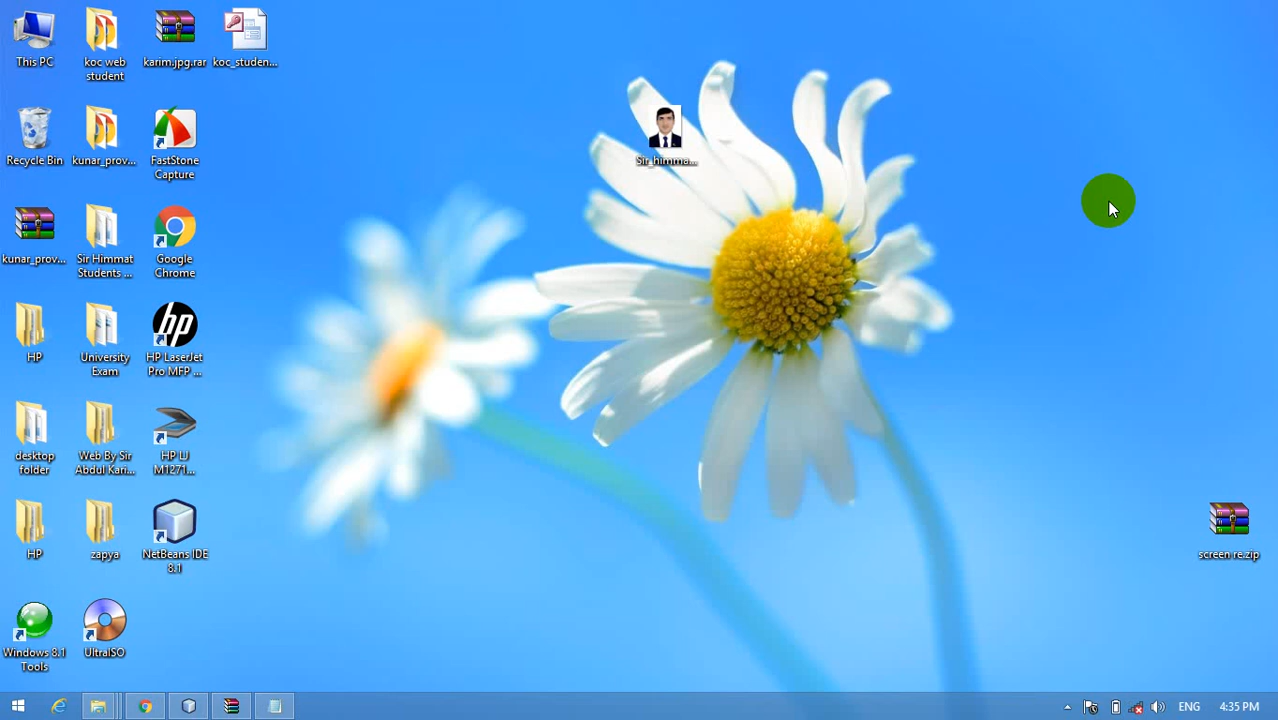 This PC
koc web
student
karim.jpg.rar
koc_studen...
Sir_himma...
Recycle Bin
kunar_prov...
FastStone
Capture
kunar_prov...
Sir Himmat
Students ...
Google
Chrome
HP
University
Exam
hp
HP LaserJet
Pro MFP ...
desktop
folder
Web By Sir
Abdul Kari...
HP LJ
M1271...
HP
zapya
NetBeans IDE
8.1
screen re.zip
Windows 8.1
Tools
UltraISO
ENG
4:35 PM